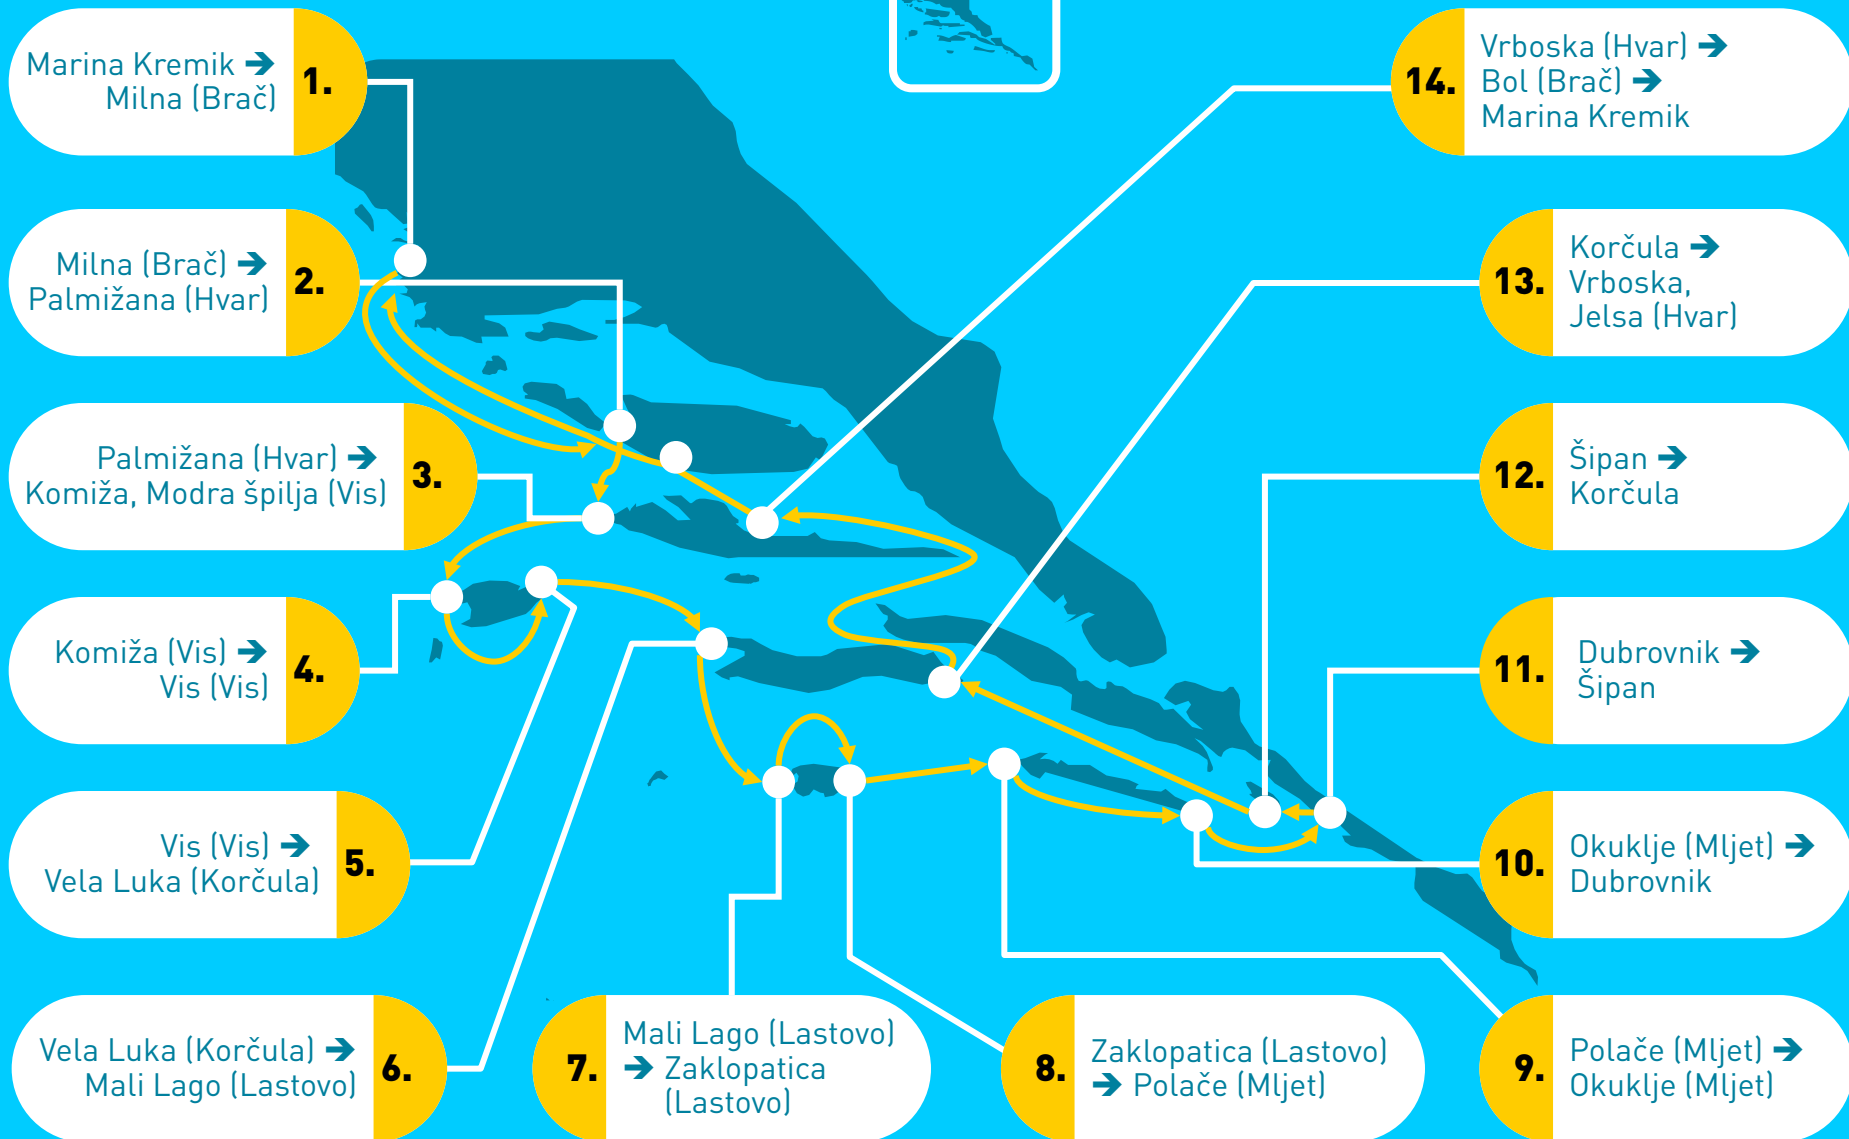 1.
Marina Kremik ➔
Milna (Brač)
2.
Milna (Brač) ➔
Palmižana (Hvar)
3.
Palmižana (Hvar) ➔
Komiža, Modra špilja (Vis)
4.
Komiža (Vis) ➔
Vis (Vis)
5.
Vis (Vis) ➔
Vela Luka (Korčula)
6.
Vela Luka (Korčula) ➔
Mali Lago (Lastovo)
7.
Mali Lago (Lastovo)
➔ Zaklopatica
(Lastovo)
8.
Zaklopatica (Lastovo)
➔ Polače (Mljet)
9.
Polače (Mljet) ➔
Okuklje (Mljet)
10.
Okuklje (Mljet) ➔
Dubrovnik
11.
Dubrovnik ➔
Šipan
12.
Šipan ➔
Korčula
13.
Korčula ➔
Vrboska,
Jelsa (Hvar)
14.
Vrboska (Hvar) ➔
Bol (Brač) ➔
Marina Kremik